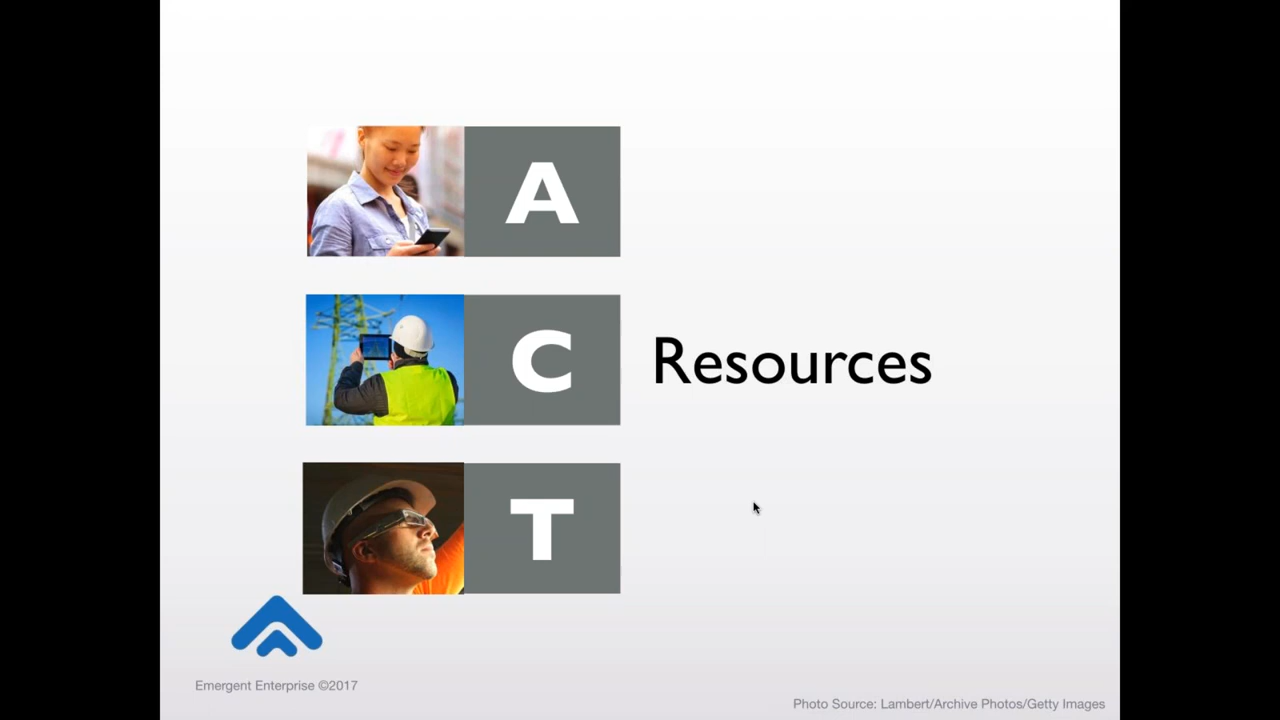 A
C
Resources
T
Emergent Enterprise ©2017
Photo Source: Lambert/Archive Photos/Getty Images